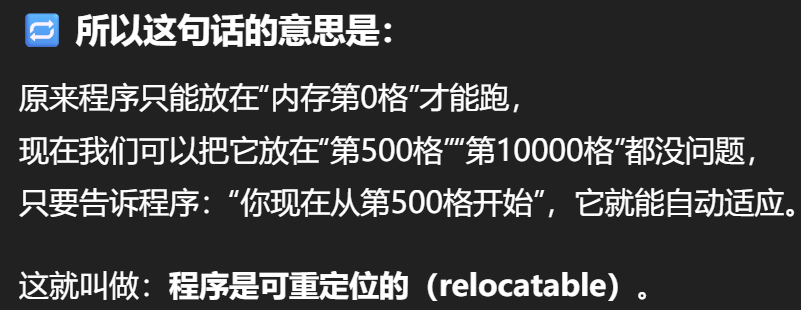 🔁 所以这句话的意思是：
原来程序只能放在“内存第0格”才能跑，
现在我们可以把它放在“第500格”“第10000格”都没问题，
只要告诉程序：“你现在从第500格开始”，它就能自动适应。
这就叫做：程序是可重定位的（relocatable）。